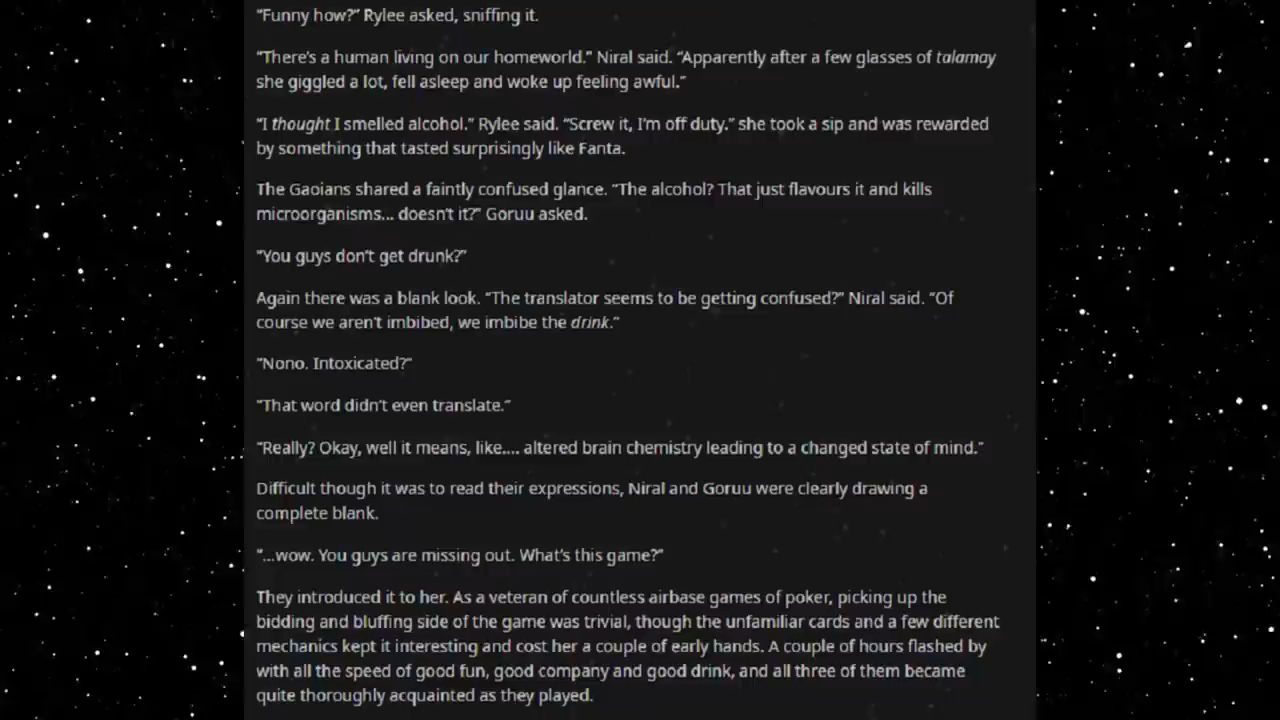 “Funny how?” Rylee asked, sniffing it.
“There’s a human living on our homeworld.” Niral said. “Apparently after a few glasses of talamay
she giggled a lot, fell asleep and woke up feeling awful.”
“I thought I smelled alcohol.” Rylee said. “Screw it, I’m off duty.” she took a sip and was rewarded
by something that tasted surprisingly like Fanta.
The Gaoians shared a faintly confused glance. “The alcohol? That just flavours it and kills
microorganisms... doesn’t it?” Goruu asked.
“You guys don’t get drunk?”
Again there was a blank look. “The translator seems to be getting confused?” Niral said. “Of
course we aren’t imbibed, we imbibe the drink.”
“Nono. Intoxicated?”
“That word didn’t even translate.”
“Really? Okay, well it means, like.... altered brain chemistry leading to a changed state of mind.”
Difficult though it was to read their expressions, Niral and Goruu were clearly drawing a
complete blank.
“...wow. You guys are missing out. What’s this game?”
They introduced it to her. As a veteran of countless airbase games of poker, picking up the
bidding and bluffing side of the game was trivial, though the unfamiliar cards and a few different
mechanics kept it interesting and cost her a couple of early hands. A couple of hours flashed by
with all the speed of good fun, good company and good drink, and all three of them became
quite thoroughly acquainted as they played.